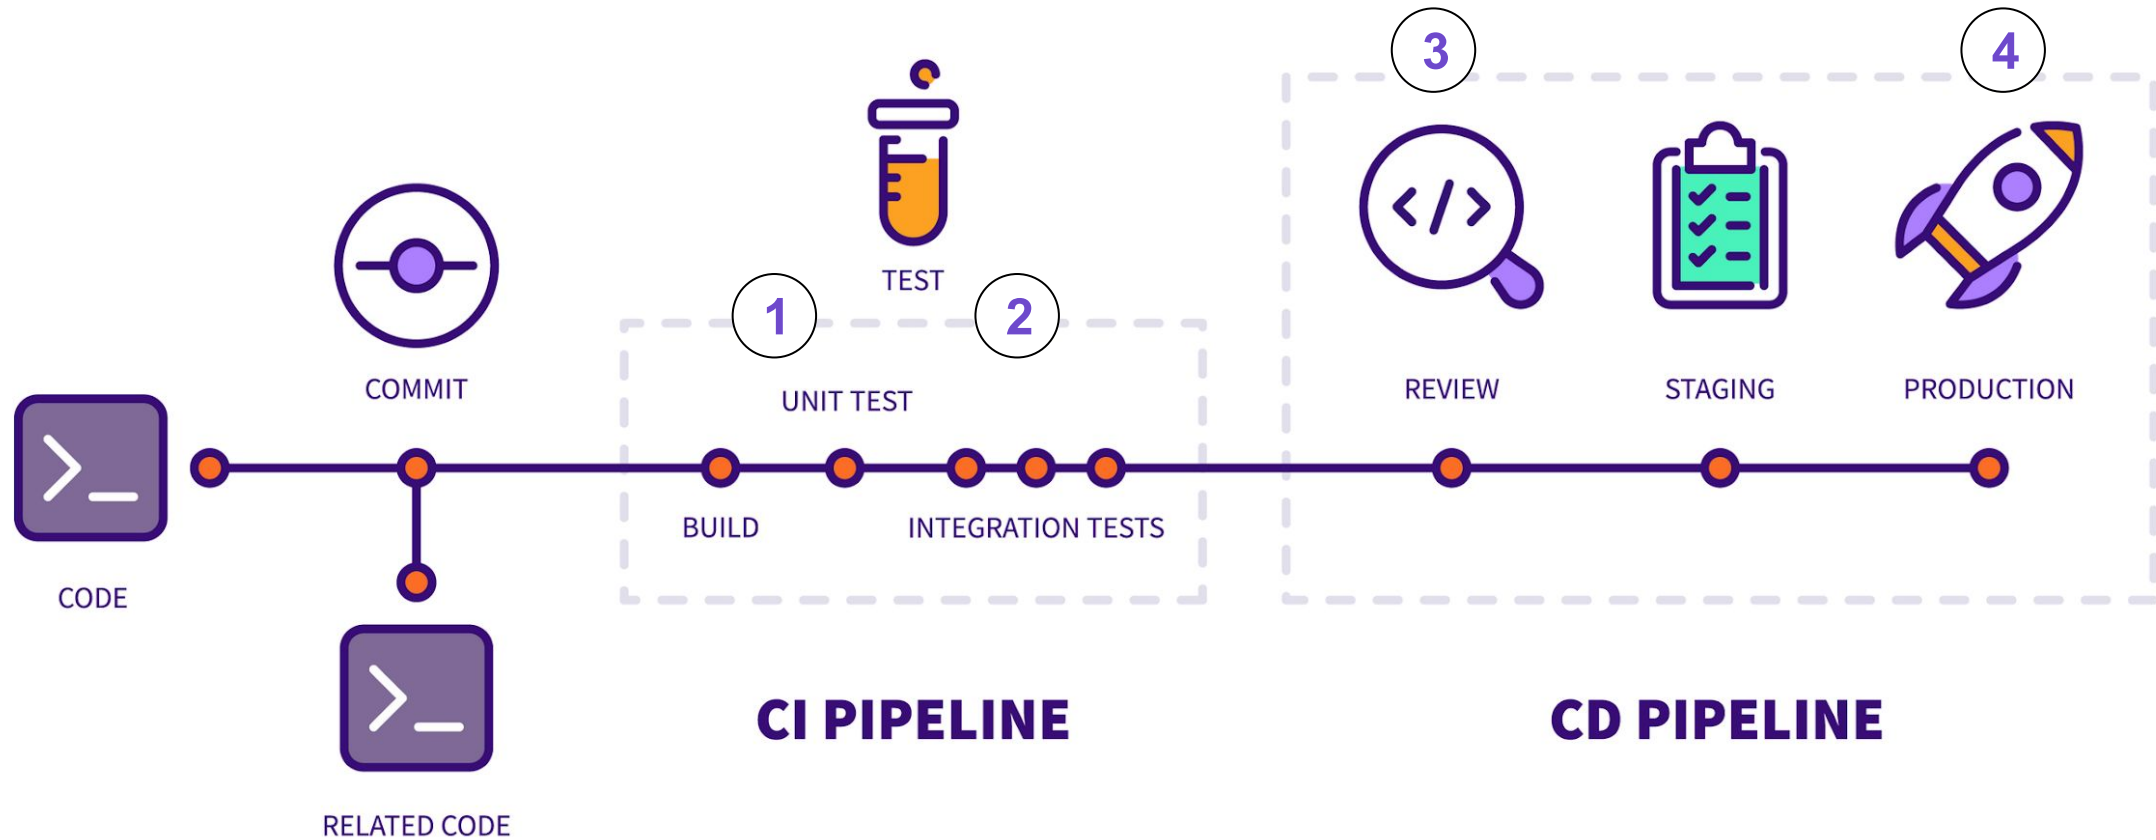 3
4
TEST
1
2
COMMIT
UNIT TEST
REVIEW
STAGING
PRODUCTION
BUILD
INTEGRATION TESTS
CODE
CI PIPELINE
CD PIPELINE
RELATED CODE